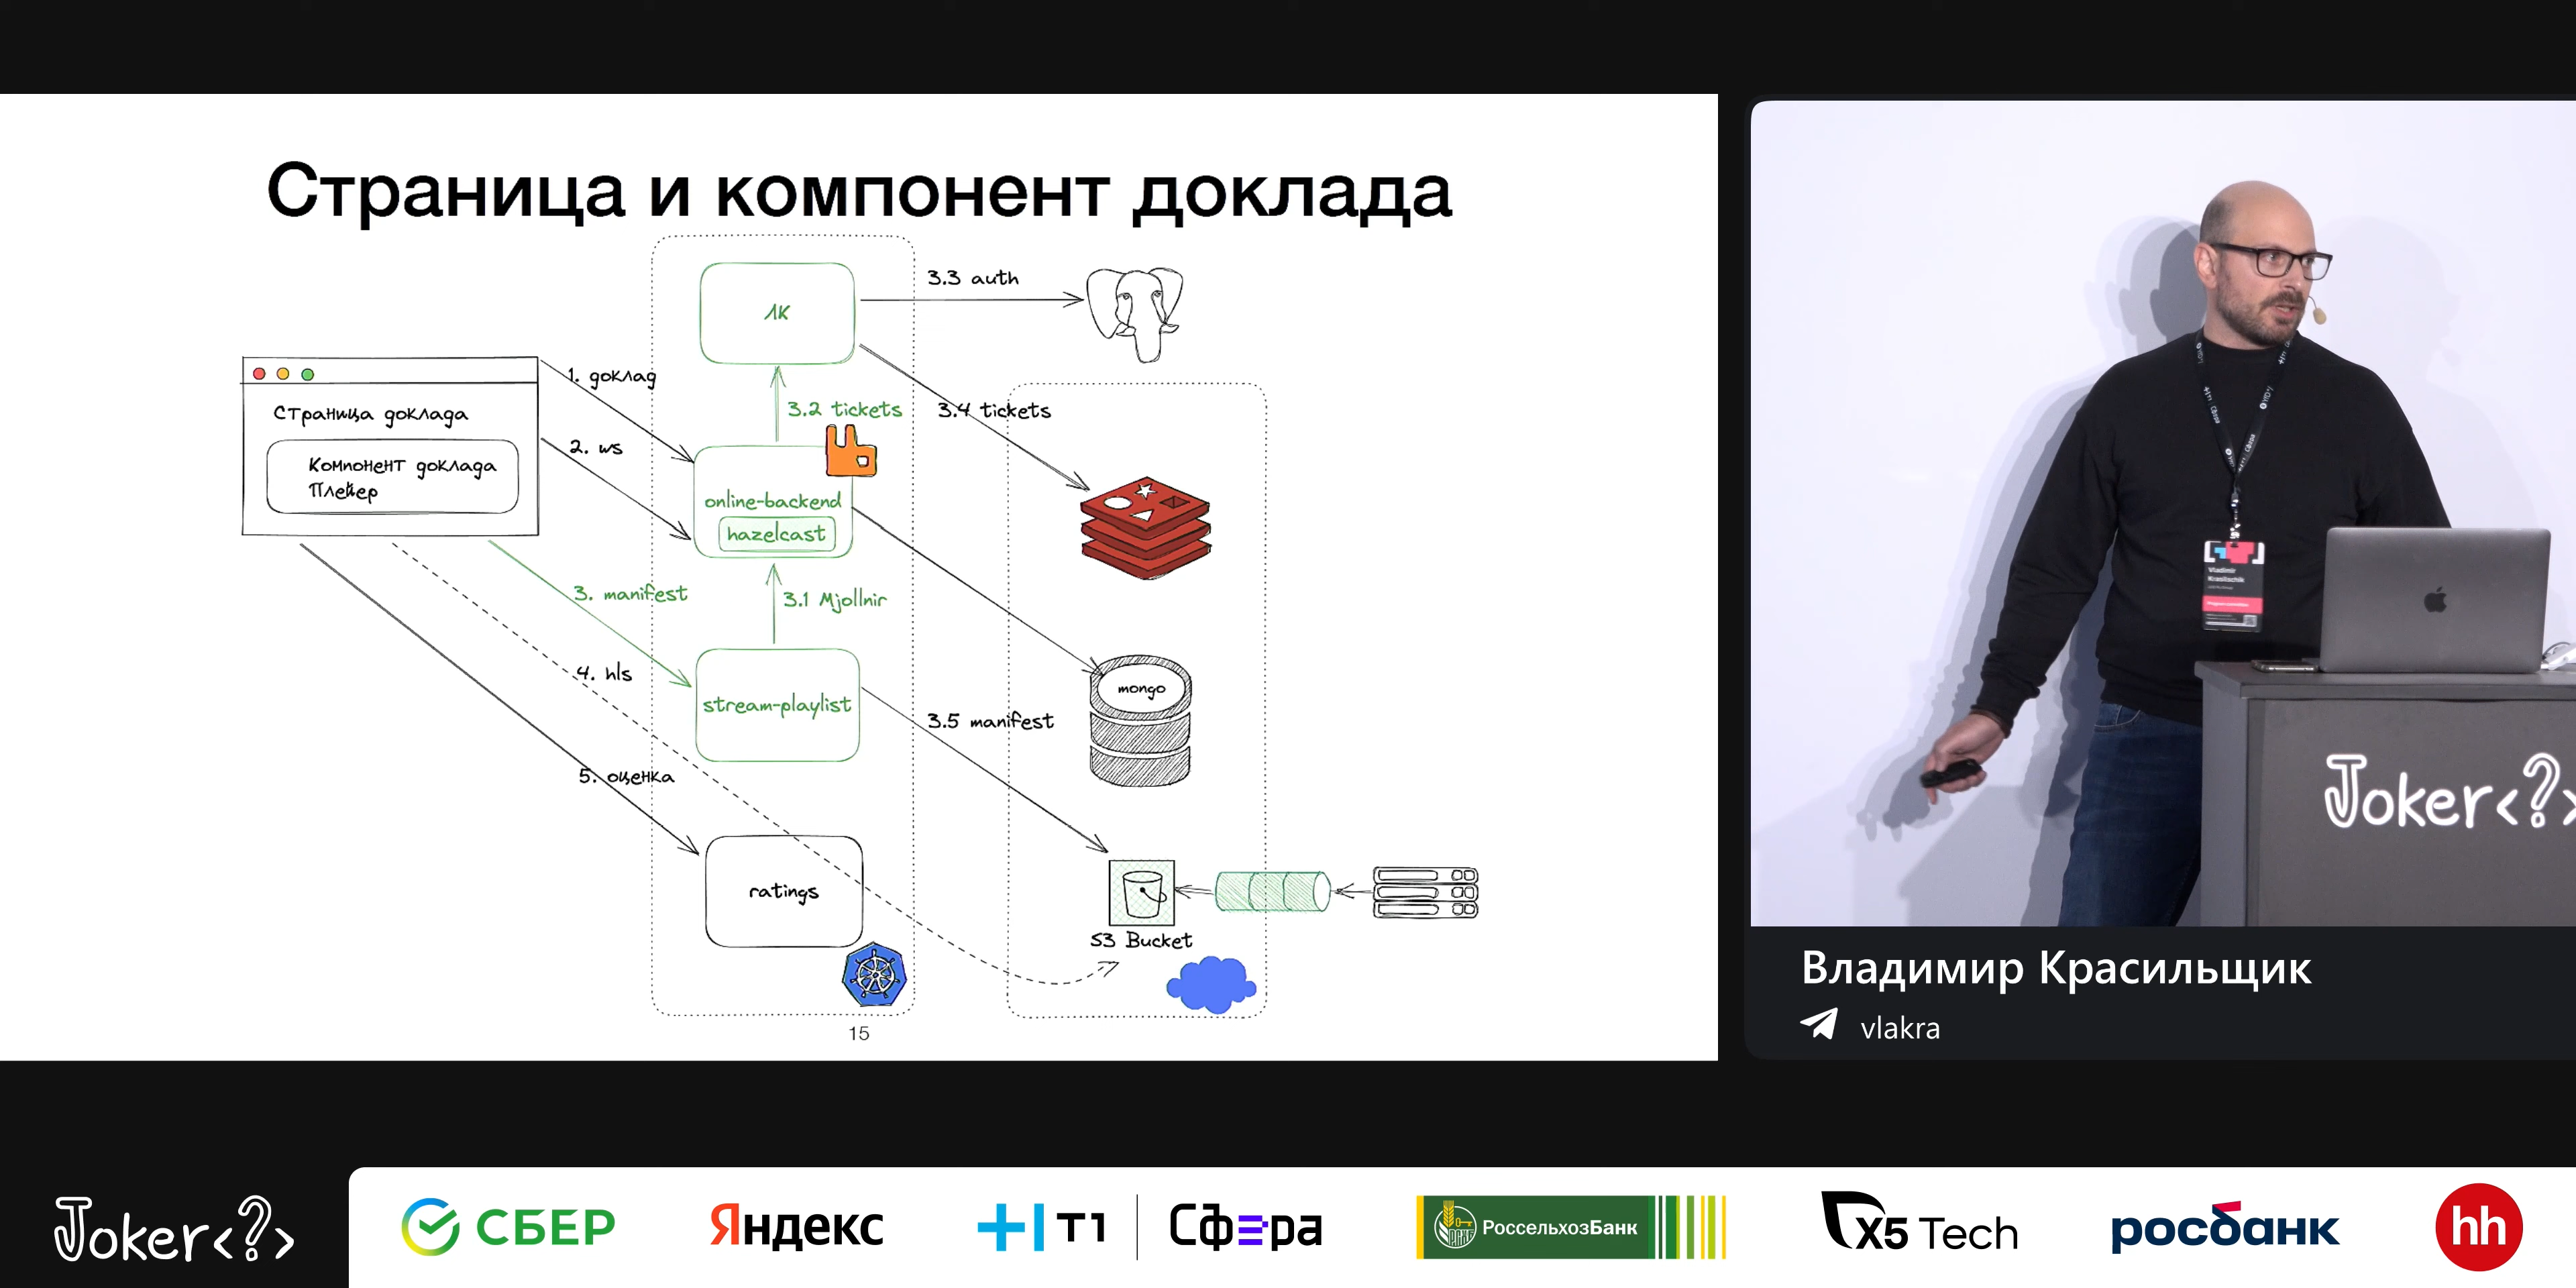 Страница и компонент доклада
ЛК
3.3 auth
1. доклад
3.2 tickets
3.4 tickets
Страница доклада
Компонент доклада
Плейер
2. ws
online-backend
hazelcast
3. manifest
3.1 Mjollnir
4. hls
stream-playlist
mongo
3.5 manifest
5. оценка
ratings
S3 Bucket
15
Vladimir
Krasilschik
Joker<?>
Владимир Красильщик
vlakra
Joker<?>
СБЕР
Яндекс
Т1
Сфера
РоссельхозБанк
X5 Tech
росбанк
hh